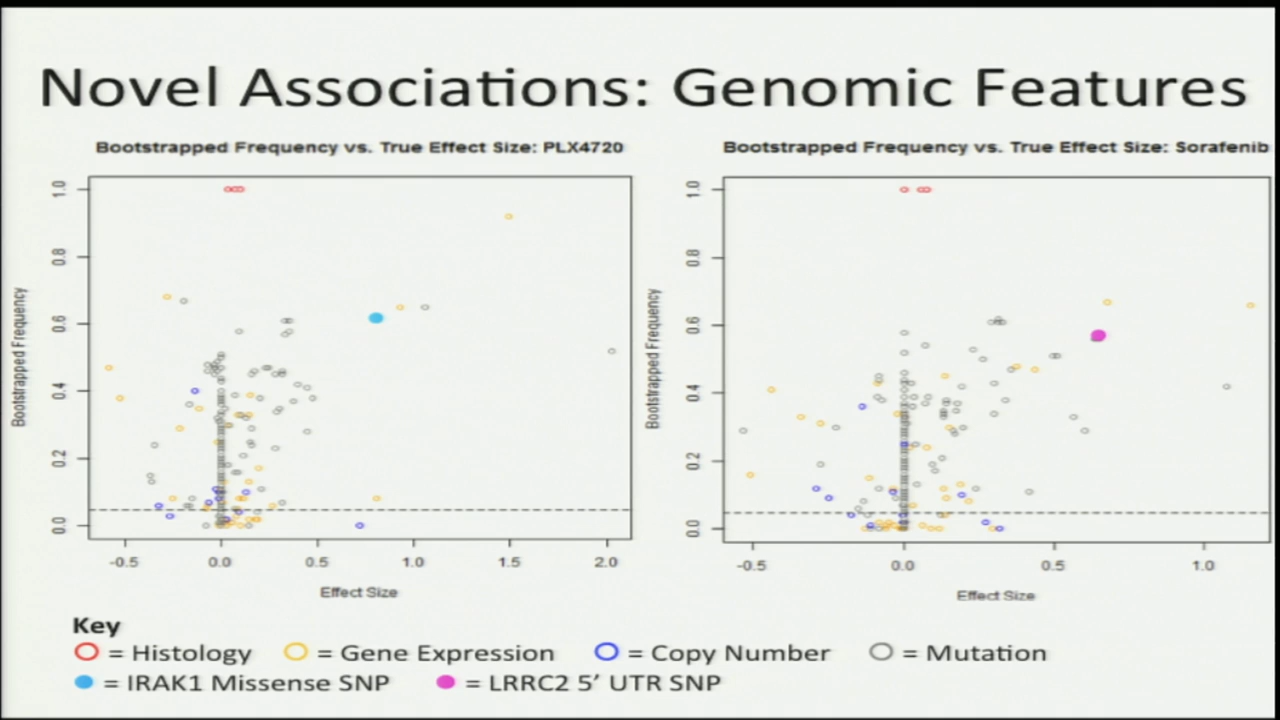 Novel Associations: Genomic Features
Bootstrapped Frequency vs. True Effect Size: PLX4720
Bootstrapped Frequency
1.0
0.8
0.6
0.4
0.2
0.0
-0.5 0.0 0.5 1.0 1.5 2.0
Effect Size
Bootstrapped Frequency vs. True Effect Size: Sorafenib
Bootstrapped Frequency
1.0
0.8
0.6
0.4
0.2
0.0
-0.5 0.0 0.5 1.0
Effect Size
Key
= Histology = Gene Expression = Copy Number = Mutation
= IRAK1 Missense SNP = LRRC2 5’ UTR SNP